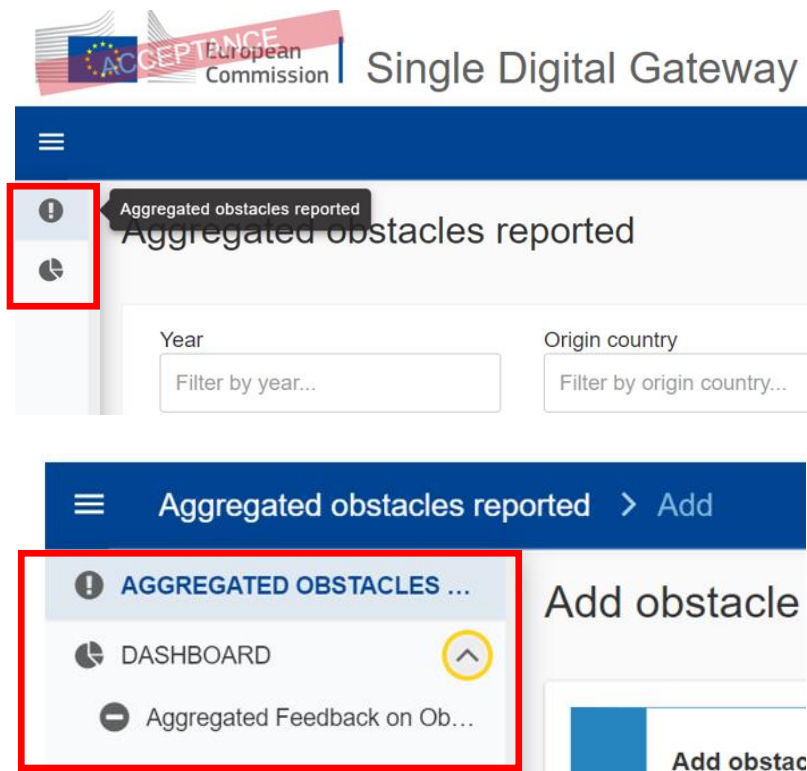 ACCEPTANCE
European
Commission
Single Digital Gateway
Aggregated obstacles reported
Aggregated obstacles reported
Year
Origin country
Filter by year...
Filter by origin country...
Aggregated obstacles reported > Add
AGGREGATED OBSTACLES ...
Add obstacle
DASHBOARD
Aggregated Feedback on Ob...
Add obstac